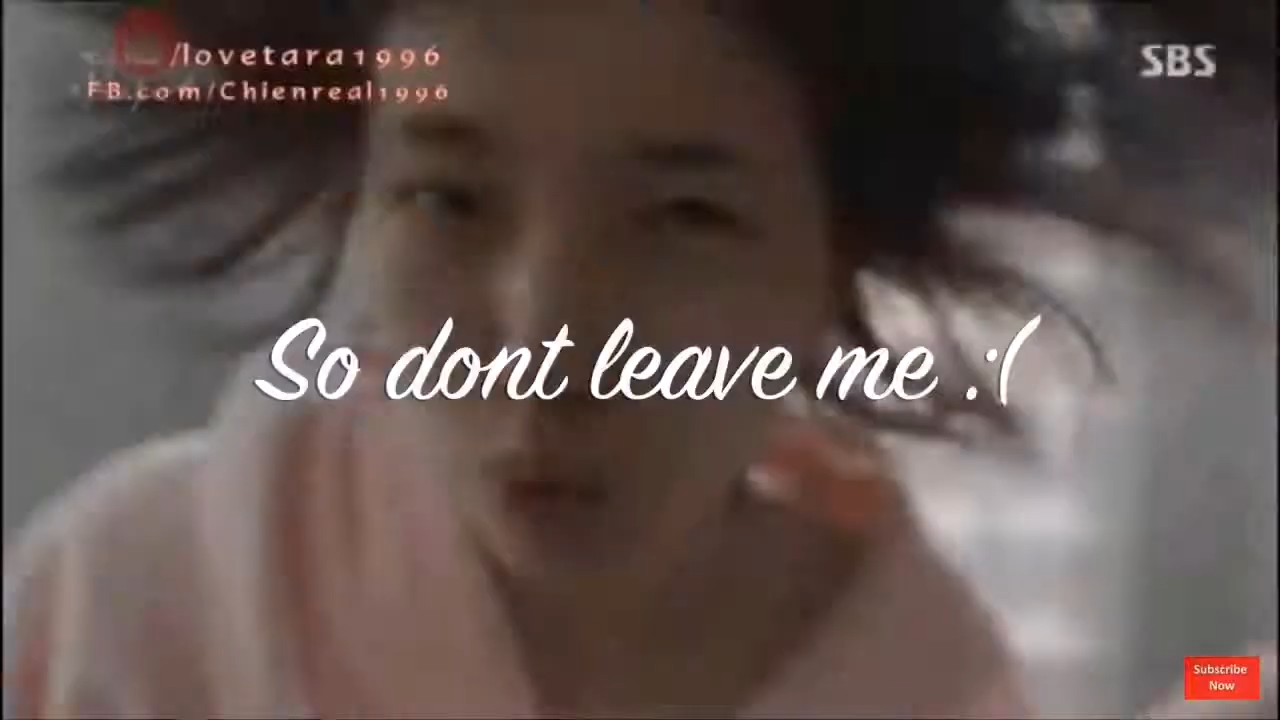 /lovetara1996
FB.com/Chienreal1996
SBS
So dont leave me :(
Subscribe
Now